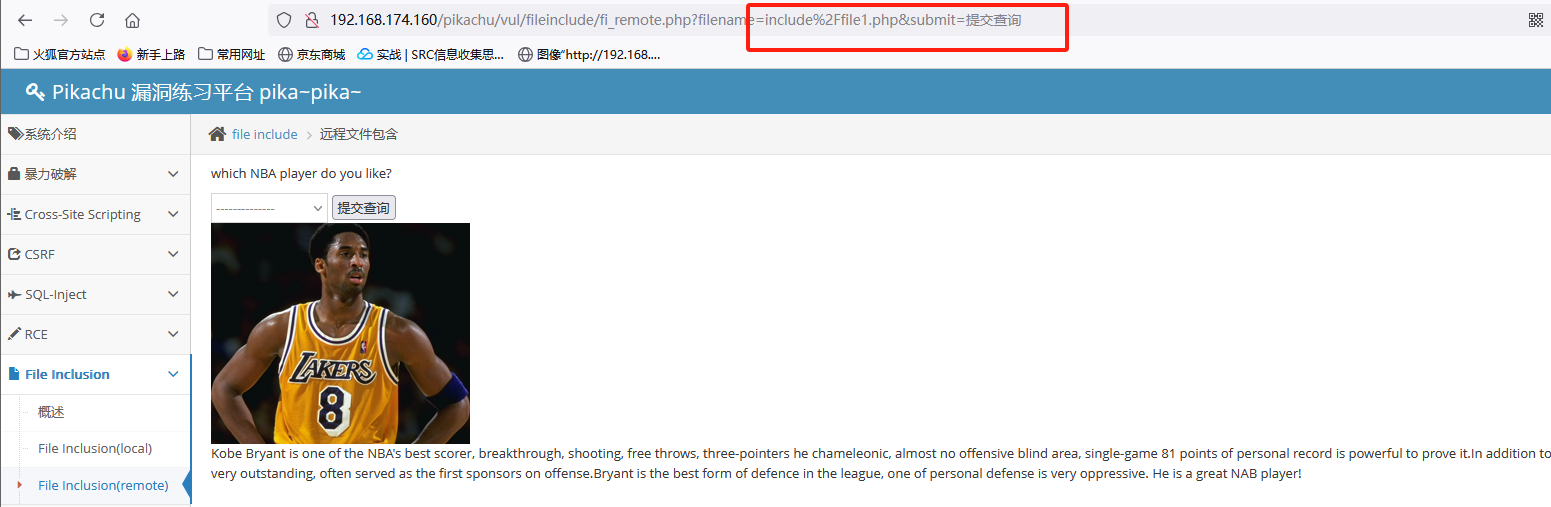 192.168.174.160/pikachu/vul/fileinclude/fi_remote.php?filename=include%2Ffile1.php&submit=提交查询
火狐官方站点 新手上路 常用网址 京东商城 实战 | SRC信息收集思... 图像"http://192.168....
Pikachu 漏洞练习平台 pika~pika~
系统介绍
file include > 远程文件包含
暴力破解
which NBA player do you like?
-------------- 提交查询
Cross-Site Scripting
CSRF
SQL-Inject
RCE
File Inclusion
概述
File Inclusion(local)
File Inclusion(remote)
LAKERS
8
Kobe Bryant is one of the NBA's best scorer, breakthrough, shooting, free throws, three-pointers he chameleonic, almost no offensive blind area, single-game 81 points of personal record is powerful to prove it.In addition to
very outstanding, often served as the first sponsors on offense.Bryant is the best form of defence in the league, one of personal defense is very oppressive. He is a great NAB player!